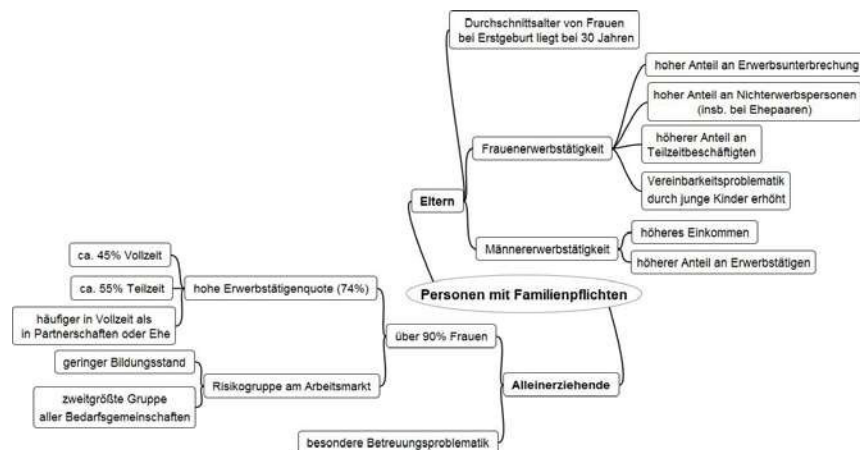 Durchschnittsalter von Frauen
bei Erstgeburt liegt bei 30 Jahren
hoher Anteil an Erwerbsunterbrechung
hoher Anteil an Nichterwerbspersonen
(insb. bei Ehepaaren)
Frauenerwerbstätigkeit
höherer Anteil an
Teilzeitbeschäftigten
Vereinbarkeitsproblematik
durch junge Kinder erhöht
Eltern
Männererwerbstätigkeit
höheres Einkommen
höherer Anteil an Erwerbstätigen
Personen mit Familienpflichten
ca. 45% Vollzeit
ca. 55% Teilzeit
hohe Erwerbstätigenquote (74%)
häufiger in Vollzeit als
in Partnerschaften oder Ehe
über 90% Frauen
geringer Bildungsstand
Risikogruppe am Arbeitsmarkt
zweitgrößte Gruppe
aller Bedarfsgemeinschaften
Alleinerziehende
besondere Betreuungsproblematik